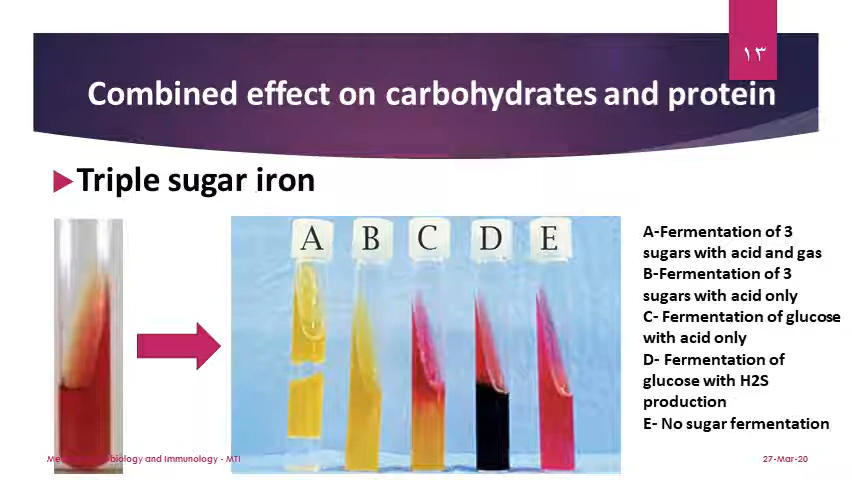 ١٣
Combined effect on carbohydrates and protein
Triple sugar iron
A B C D E
A-Fermentation of 3
sugars with acid and gas
B-Fermentation of 3
sugars with acid only
C- Fermentation of glucose
with acid only
D- Fermentation of
glucose with H2S
production
E- No sugar fermentation
biology and Immunology - MTI
27-Mar-20